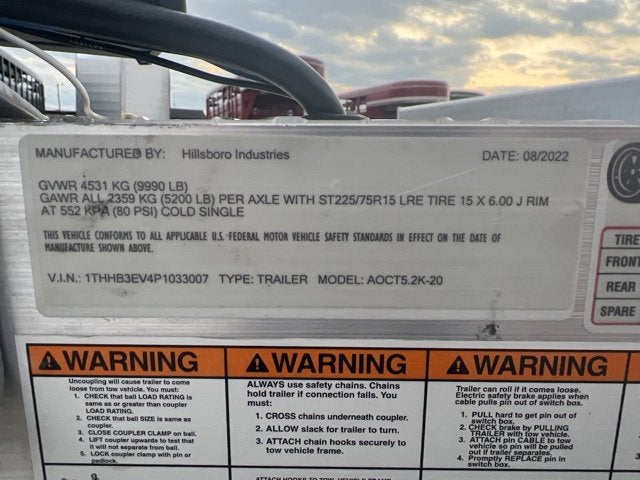 MANUFACTURED BY: Hillsboro Industries DATE: 08/2022
GVWR 4531 KG (9990 LB)
GAWR ALL 2359 KG (5200 LB) PER AXLE WITH ST225/75R15 LRE TIRE 15 X 6.00 J RIM
AT 552 KPA (80 PSI) COLD SINGLE
THIS VEHICLE CONFORMS TO ALL APPLICABLE U.S. FEDERAL MOTOR VEHICLE SAFETY STANDARDS IN EFFECT ON THE DATE OF
MANUFACTURE SHOWN ABOVE.
V.I.N.: 1THHB3EV4P1033007 TYPE: TRAILER MODEL: AOCT5.2K-20
TIRE
FRONT
REAR
SPARE
WARNING
Uncoupling will cause trailer to come
loose from tow vehicle. You must:
1. CHECK that ball LOAD RATING is
same as or greater than coupler
LOAD RATING.
2. CHECK that ball SIZE is same as
coupler.
3. CLOSE COUPLER CLAMP on ball.
4. LIFT coupler upwards to test that
it will not separate from ball.
5. LOCK coupler clamp with pin or
padlock.
WARNING
ALWAYS use safety chains. Chains
hold trailer if connection fails. You
must:
1. CROSS chains underneath coupler.
2. ALLOW slack for trailer to turn.
3. ATTACH chain hooks securely to
tow vehicle frame.
WARNING
Trailer can roll if it comes loose.
Electric safety brake applies when
cable pulls pin out of switch box.
1. PULL hard to get pin out of
switch box.
2. CHECK brake by PULLING
TRAILER with tow vehicle.
3. ATTACH pin CABLE to tow
vehicle so pin will be pulled
out if trailer separates.
4. Promptly REPLACE pin in
switch box.